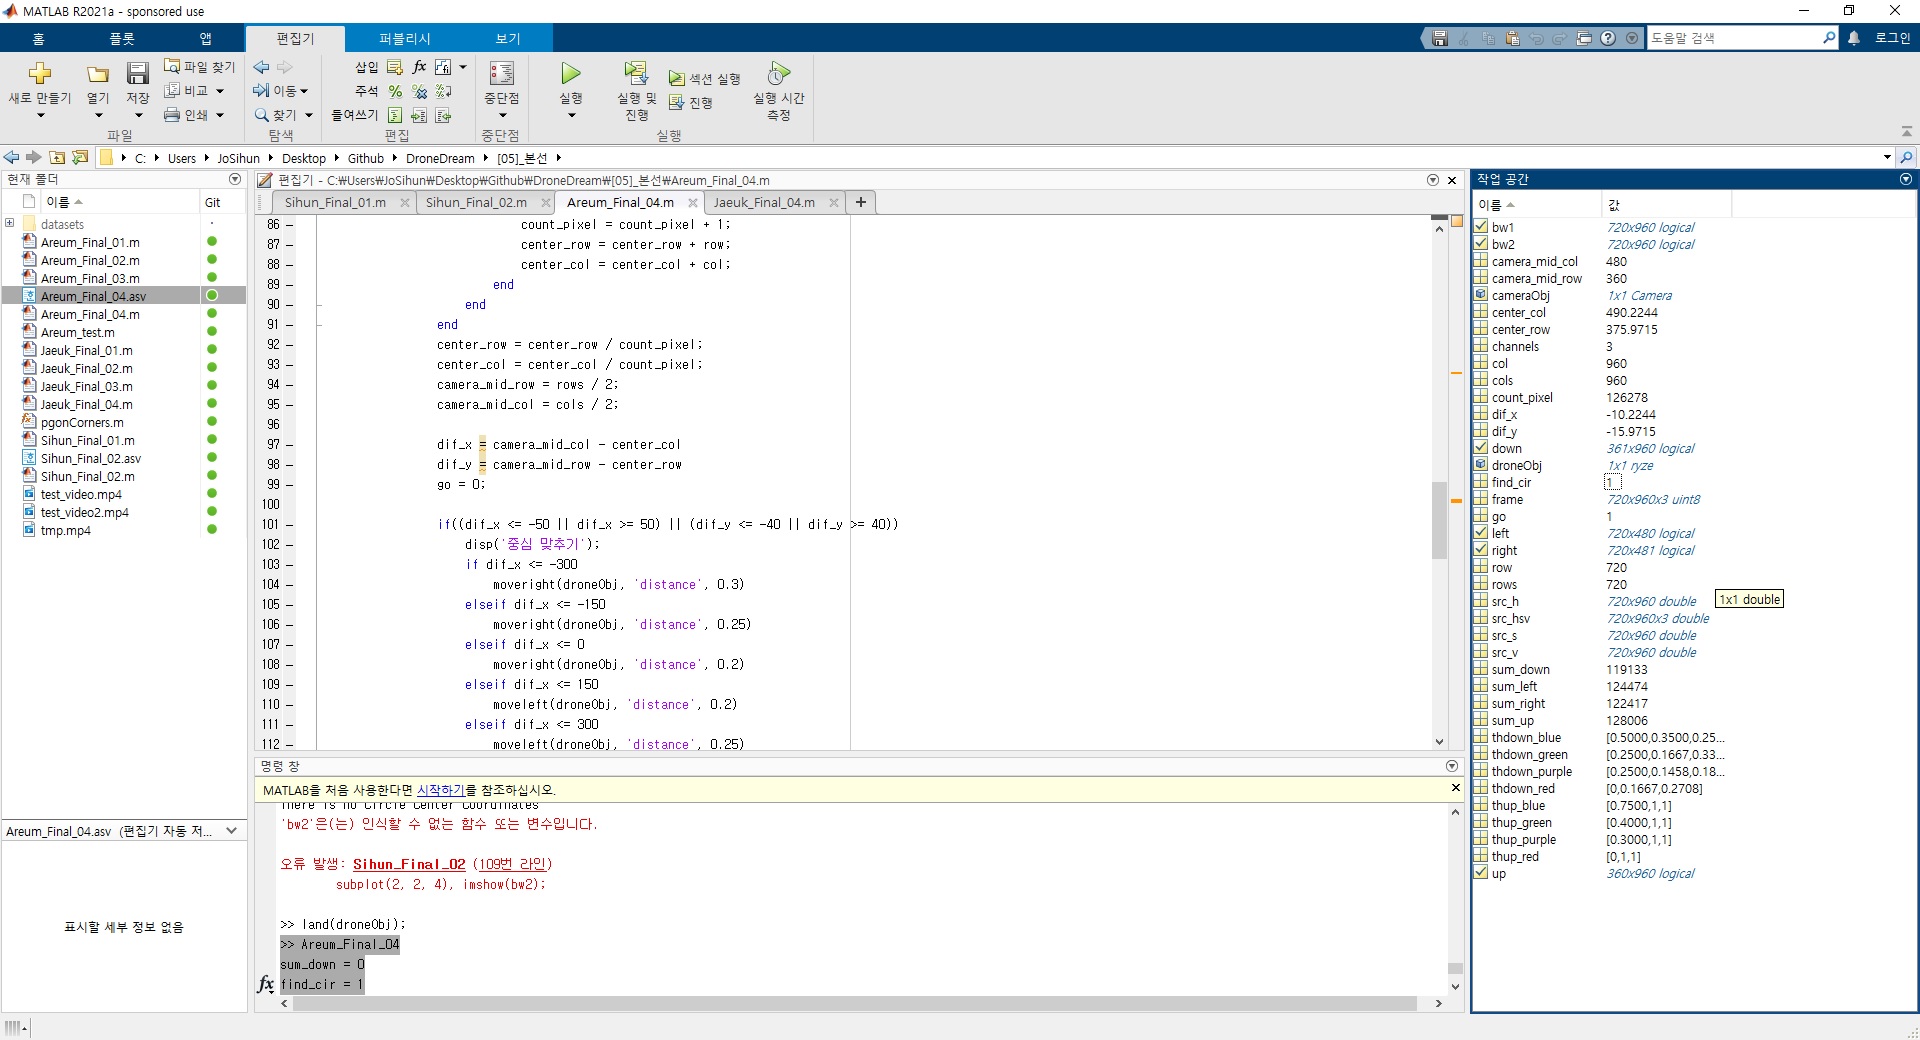 MATLAB R2021a - sponsored use
홈 플롯 앱 편집기 퍼블리시 보기
도움말 검색
로그인
새로 만들기
열기
저장
파일 찾기
비교
인쇄
파일
이동
찾기
탐색
삽입
fx
주석
들여쓰기
편집
중단점
중단점
실행
실행 및
진행
섹션 실행
진행
실행 시간
측정
실행
C: Users JoSihun Desktop Github DroneDream [05]_본선
현재 폴더
이름 Git
datasets
Areum_Final_01.m
Areum_Final_02.m
Areum_Final_03.m
Areum_Final_04.asv
Areum_Final_04.m
Areum_test.m
Jaeuk_Final_01.m
Jaeuk_Final_02.m
Jaeuk_Final_03.m
Jaeuk_Final_04.m
pgonCorners.m
Sihun_Final_01.m
Sihun_Final_02.asv
Sihun_Final_02.m
test_video.mp4
test_video2.mp4
tmp.mp4
Areum_Final_04.asv (편집기 자동 저...
표시할 세부 정보 없음
편집기 - C:₩Users₩JoSihun₩Desktop₩Github₩DroneDream₩[05]_본선₩Areum_Final_04.m
Sihun_Final_01.m Sihun_Final_02.m Areum_Final_04.m Jaeuk_Final_04.m
86 – count_pixel = count_pixel + 1;
87 – center_row = center_row + row;
88 – center_col = center_col + col;
89 – end
90 – end
91 – end
92 – center_row = center_row / count_pixel;
93 – center_col = center_col / count_pixel;
94 – camera_mid_row = rows / 2;
95 – camera_mid_col = cols / 2;
96
97 – dif_x = camera_mid_col - center_col
98 – dif_y = camera_mid_row - center_row
99 – go = 0;
100
101 – if((dif_x <= -50 || dif_x >= 50) || (dif_y <= -40 || dif_y >= 40))
102 – disp('중심 맞추기');
103 – if dif_x <= -300
104 – moveright(droneObj, 'distance', 0.3)
105 – elseif dif_x <= -150
106 – moveright(droneObj, 'distance', 0.25)
107 – elseif dif_x <= 0
108 – moveright(droneObj, 'distance', 0.2)
109 – elseif dif_x <= 150
110 – moveleft(droneObj, 'distance', 0.2)
111 – elseif dif_x <= 300
112 – moveleft(droneObj, 'distance', 0.25)
명령 창
MATLAB을 처음 사용한다면 시작하기를 참조하십시오.
There is no Circle Center Coordinates
'bw2'은(는) 인식할 수 없는 함수 또는 변수입니다.
오류 발생: Sihun_Final_02 (109번 라인)
subplot(2, 2, 4), imshow(bw2);
>> land(droneObj);
>> Areum_Final_04
sum_down = 0
fx find_cir = 1
작업 공간
이름 값
bw1 720x960 logical
bw2 720x960 logical
camera_mid_col 480
camera_mid_row 360
cameraObj 1x1 Camera
center_col 490.2244
center_row 375.9715
channels 3
col 960
cols 960
count_pixel 126278
dif_x -10.2244
dif_y -15.9715
down 361x960 logical
droneObj 1x1 ryze
find_cir 1
frame 720x960x3 uint8
go 1
left 720x480 logical
right 720x481 logical
row 720
rows 720
src_h 720x960 double
1x1 double
src_hsv 720x960x3 double
src_s 720x960 double
src_v 720x960 double
sum_down 119133
sum_left 124474
sum_right 122417
sum_up 128006
thdown_blue [0.5000,0.3500,0.25...
thdown_green [0.2500,0.1667,0.33...
thdown_purple [0.2500,0.1458,0.18...
thdown_red [0,0.1667,0.2708]
thup_blue [0.7500,1,1]
thup_green [0.4000,1,1]
thup_purple [0.3000,1,1]
thup_red [0,1,1]
up 360x960 logical